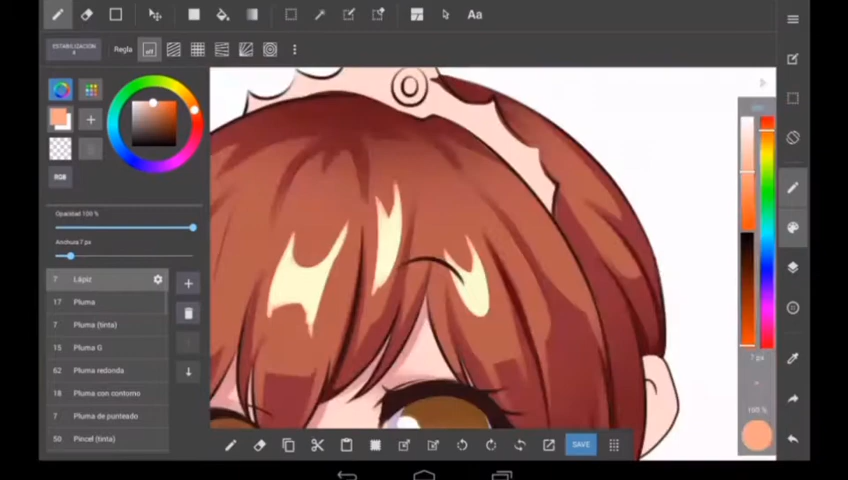 Aa
ESTABILIZACIÓN
Regla
off
RGB
Opacidad 100 %
Anchura 7 px
7 Lápiz
17 Pluma
7 Pluma (tinta)
15 Pluma G
62 Pluma redonda
18 Pluma con contorno
7 Pluma de punteado
50 Pincel (tinta)
7 px
100 %
SAVE